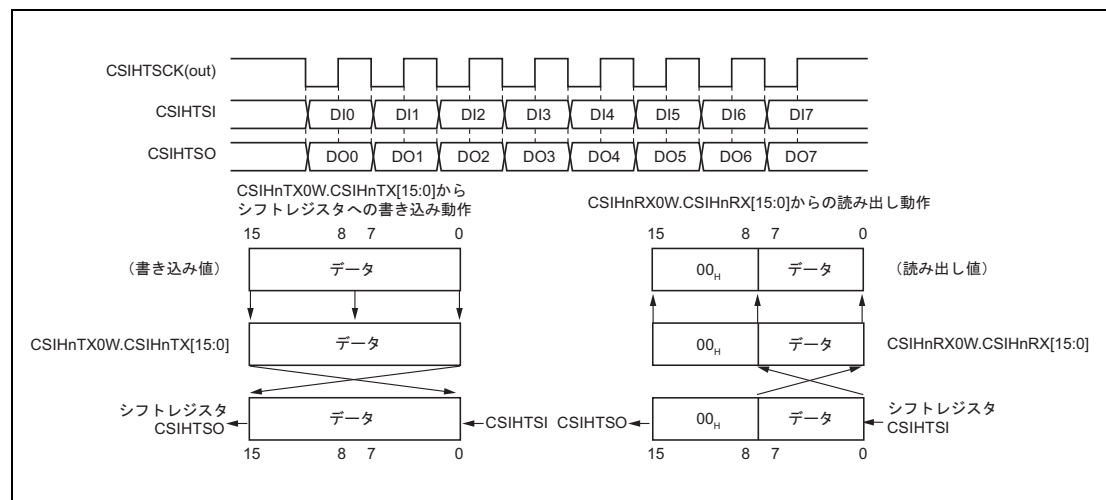 CSIHTSCK(out)
CSIHTSI DI0 DI1 DI2 DI3 DI4 DI5 DI6 DI7
CSIHTSO DO0 DO1 DO2 DO3 DO4 DO5 DO6 DO7
CSIHnTX0W.CSIHnTX[15:0]から
シフトレジスタへの書き込み動作
CSIHnRX0W.CSIHnRX[15:0]からの読み出し動作
15 8 7 0 15 8 7 0
(書き込み値) データ 00H データ (読み出し値)
CSIHnTX0W.CSIHnTX[15:0] データ 00H データ CSIHnRX0W.CSIHnRX[15:0]
シフトレジスタ
CSIHTSO データ CSIHTSI CSIHTSO 00H データ シフトレジスタ
CSIHTSI
15 8 7 0 15 8 7 0